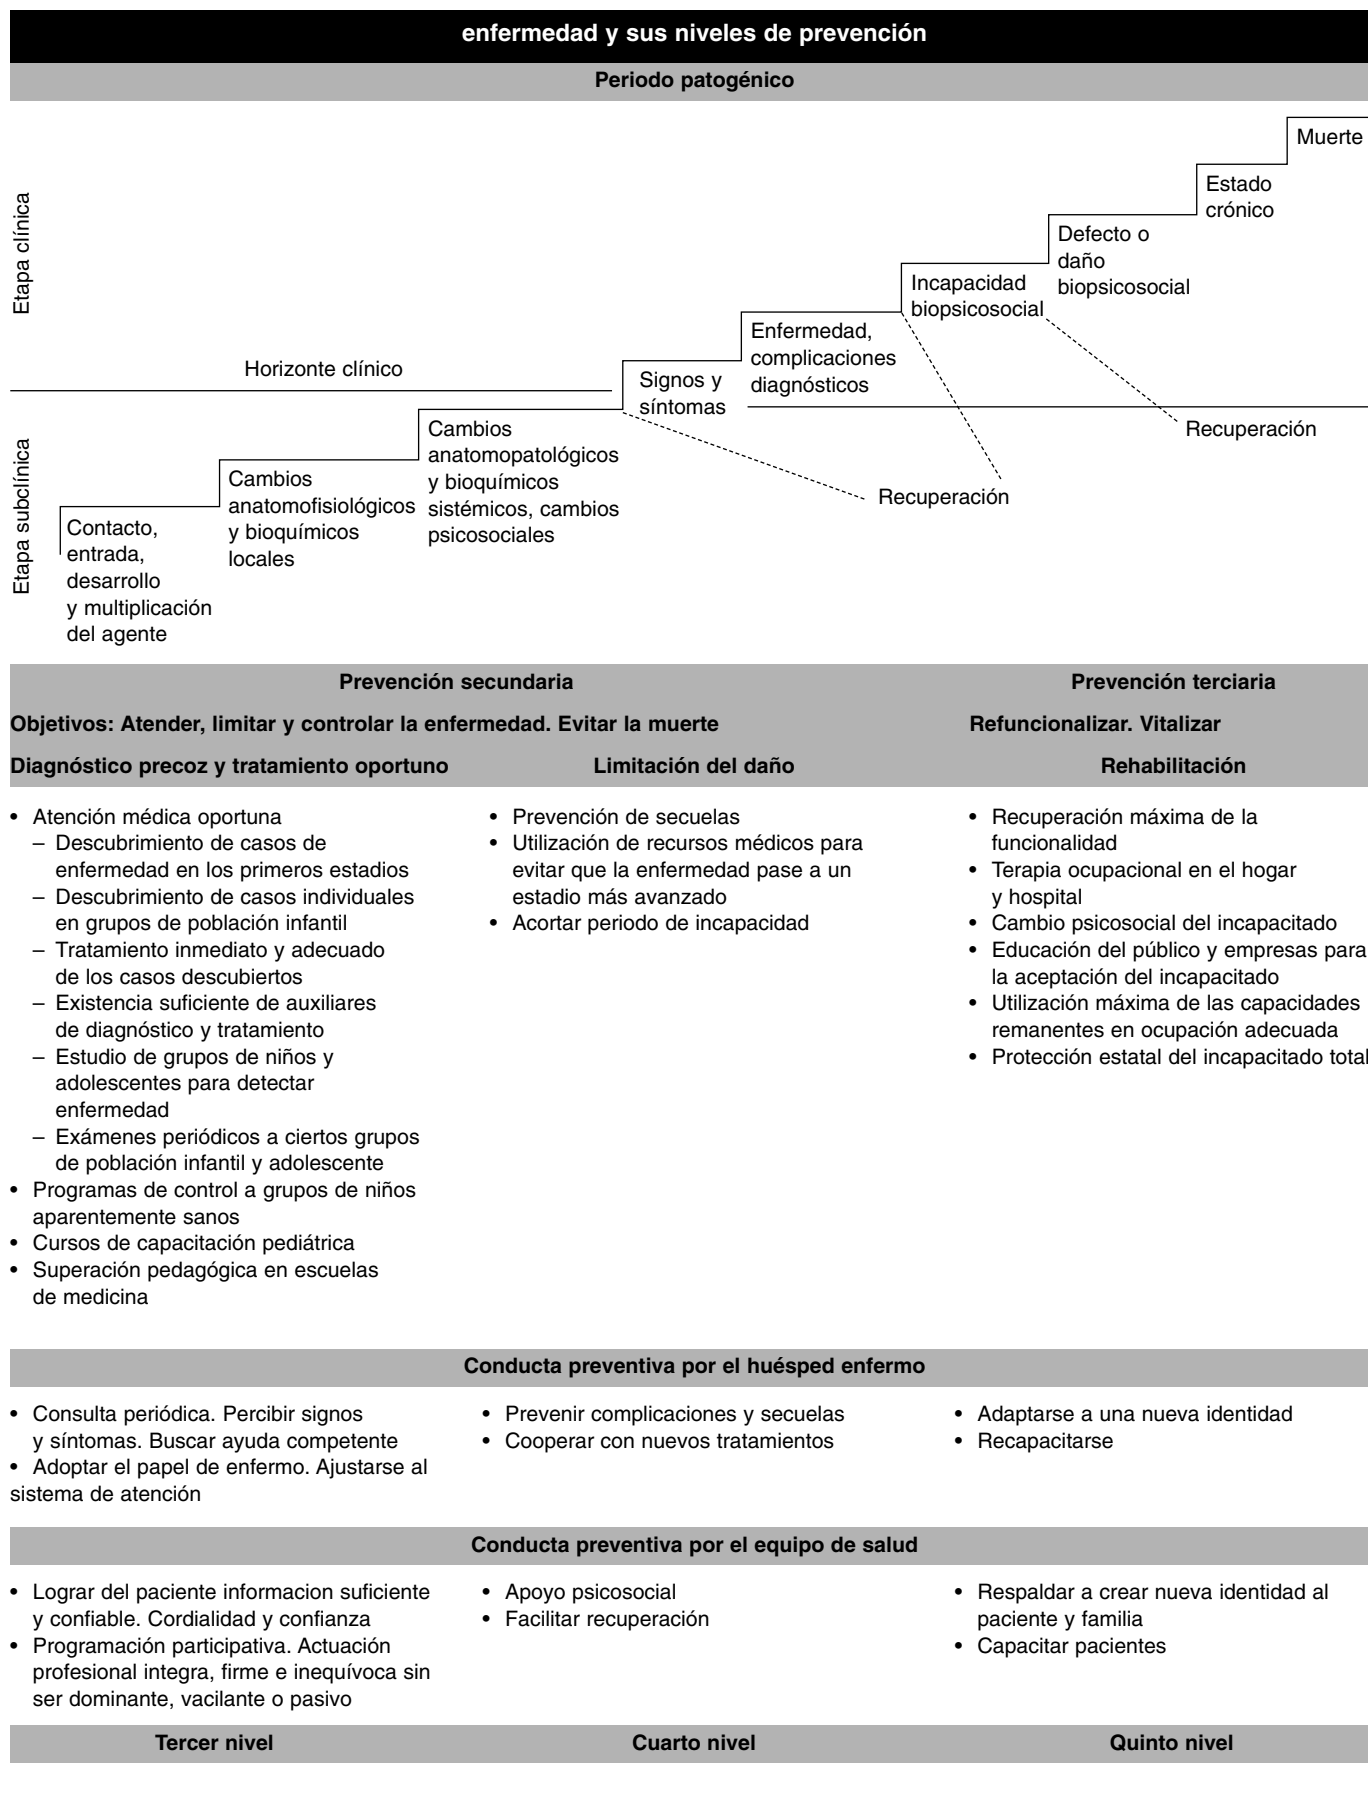 enfermedad y sus niveles de prevención
Periodo patogénico
Etapa clínica
Etapa subclínica
Horizonte clínico
Muerte
Estado
crónico
Defecto o
daño
biopsicosocial
Incapacidad
biopsicosocial
Enfermedad,
complicaciones
diagnósticos
Signos y
síntomas
Cambios
anatomopatológicos
y bioquímicos
sistémicos, cambios
psicosociales
Cambios
anatomofisiológicos
y bioquímicos
locales
Contacto,
entrada,
desarrollo
y multiplicación
del agente
Recuperación
Recuperación
Prevención secundaria
Prevención terciaria
Objetivos: Atender, limitar y controlar la enfermedad. Evitar la muerte
Refuncionalizar. Vitalizar
Diagnóstico precoz y tratamiento oportuno
Limitación del daño
Rehabilitación
• Atención médica oportuna
– Descubrimiento de casos de
enfermedad en los primeros estadios
– Descubrimiento de casos individuales
en grupos de población infantil
– Tratamiento inmediato y adecuado
de los casos descubiertos
– Existencia suficiente de auxiliares
de diagnóstico y tratamiento
– Estudio de grupos de niños y
adolescentes para detectar
enfermedad
– Exámenes periódicos a ciertos grupos
de población infantil y adolescente
• Programas de control a grupos de niños
aparentemente sanos
• Cursos de capacitación pediátrica
• Superación pedagógica en escuelas
de medicina
• Prevención de secuelas
• Utilización de recursos médicos para
evitar que la enfermedad pase a un
estadio más avanzado
• Acortar periodo de incapacidad
• Recuperación máxima de la
funcionalidad
• Terapia ocupacional en el hogar
y hospital
• Cambio psicosocial del incapacitado
• Educación del público y empresas para
la aceptación del incapacitado
• Utilización máxima de las capacidades
remanentes en ocupación adecuada
• Protección estatal del incapacitado total
Conducta preventiva por el huésped enfermo
• Consulta periódica. Percibir signos
y síntomas. Buscar ayuda competente
• Adoptar el papel de enfermo. Ajustarse al
sistema de atención
• Prevenir complicaciones y secuelas
• Cooperar con nuevos tratamientos
• Adaptarse a una nueva identidad
• Recapacitarse
Conducta preventiva por el equipo de salud
• Lograr del paciente informacion suficiente
y confiable. Cordialidad y confianza
• Programación participativa. Actuación
profesional integra, firme e inequívoca sin
ser dominante, vacilante o pasivo
• Apoyo psicosocial
• Facilitar recuperación
• Respaldar a crear nueva identidad al
paciente y familia
• Capacitar pacientes
Tercer nivel
Cuarto nivel
Quinto nivel